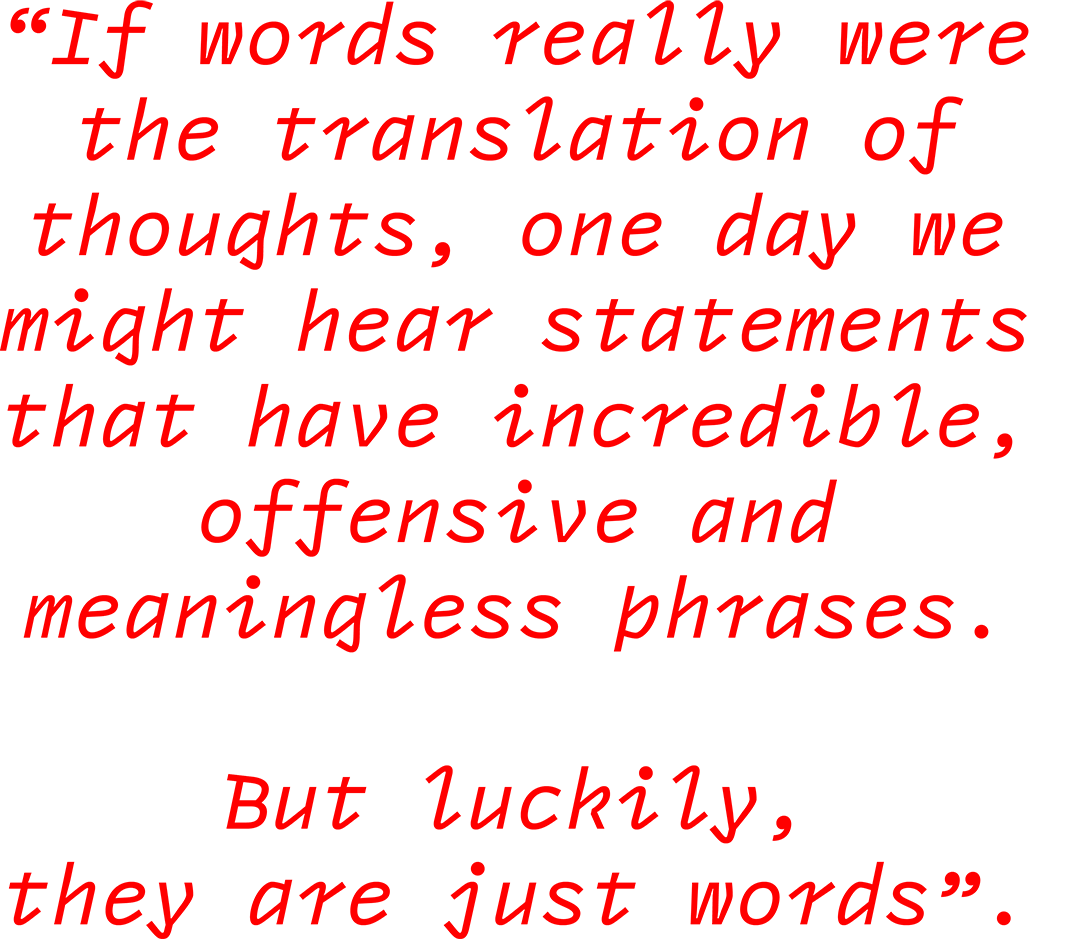 “If words really were
the translation of
thoughts, one day we
might hear statements
that have incredible,
offensive and
meaningless phrases.
But luckily,
they are just words”.